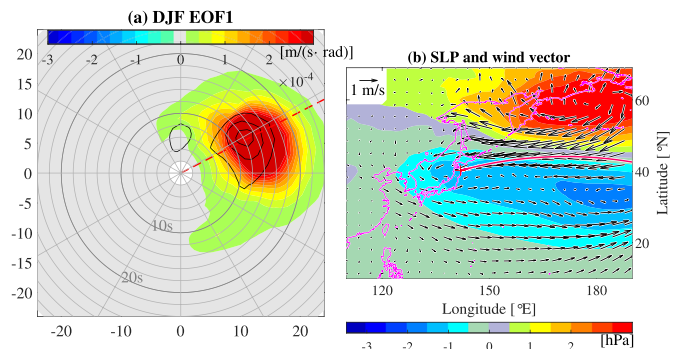 (a) DJF EOF1
-3 -2 -1 0 1 2
[m/(s· rad)]
×10⁻⁴
20
15
10
5
0
-5
-10
-15
-20
10s
20s
-20 -10 0 10 20
(b) SLP and wind vector
1 m/s
60
40
20
Latitude [°N]
120 150 180
Longitude [°E]
-3 -2 -1 0 1 2
[hPa]